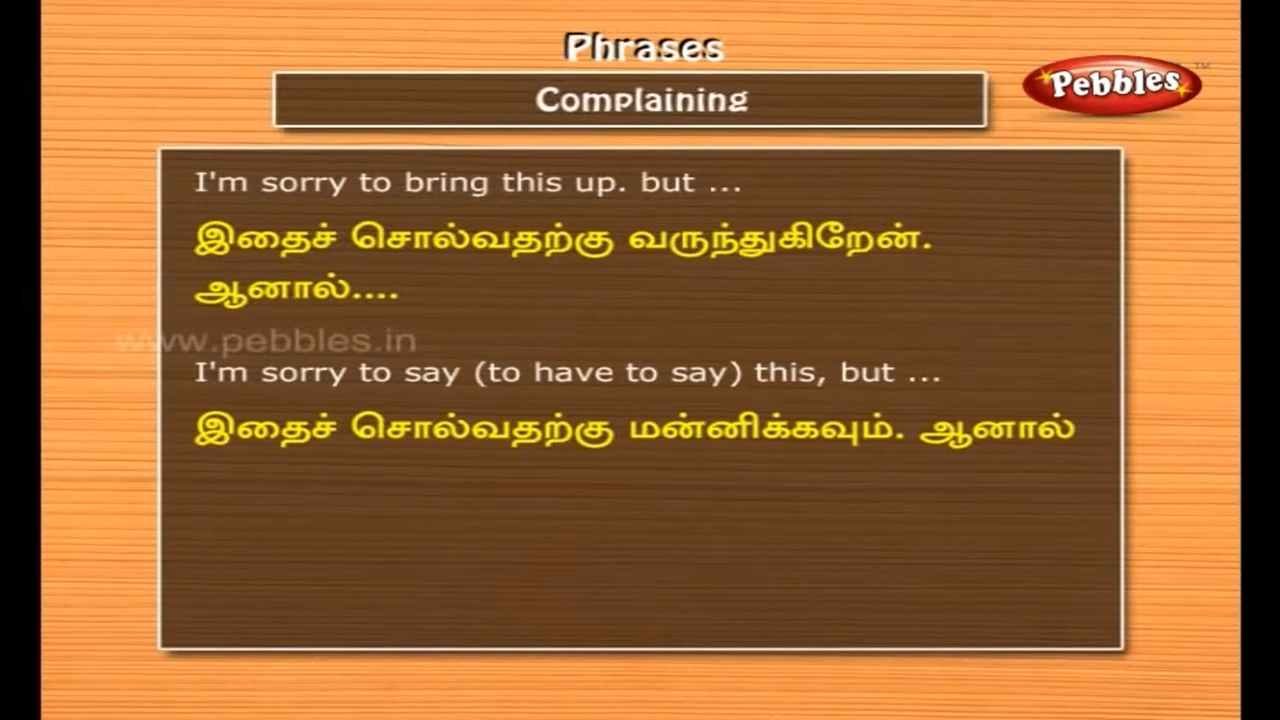 Phrases
Complaining
Pebbles™
I'm sorry to bring this up. but ...
இதைச் சொல்வதற்கு வருந்துகிறேன்.
ஆனால்....
www.pebbles.in
I'm sorry to say (to have to say) this, but ...
இதைச் சொல்வதற்கு மன்னிக்கவும். ஆனால்